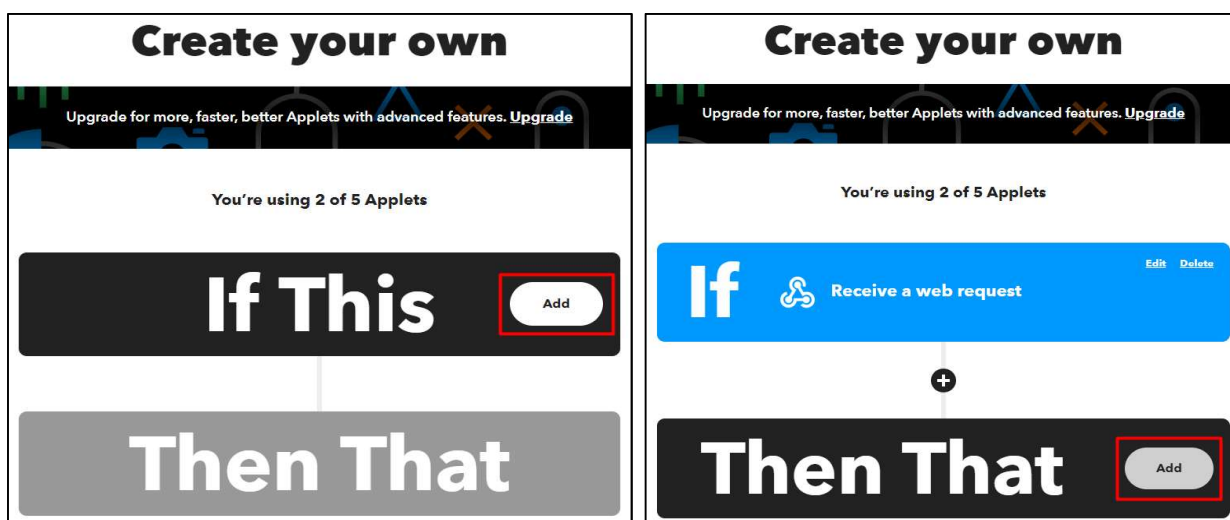 Create your own
Upgrade for more, faster, better Applets with advanced features. Upgrade
You're using 2 of 5 Applets
If This
Add
Then That
Create your own
Upgrade for more, faster, better Applets with advanced features. Upgrade
You're using 2 of 5 Applets
If
Receive a web request
Edit Delete
Then That
Add